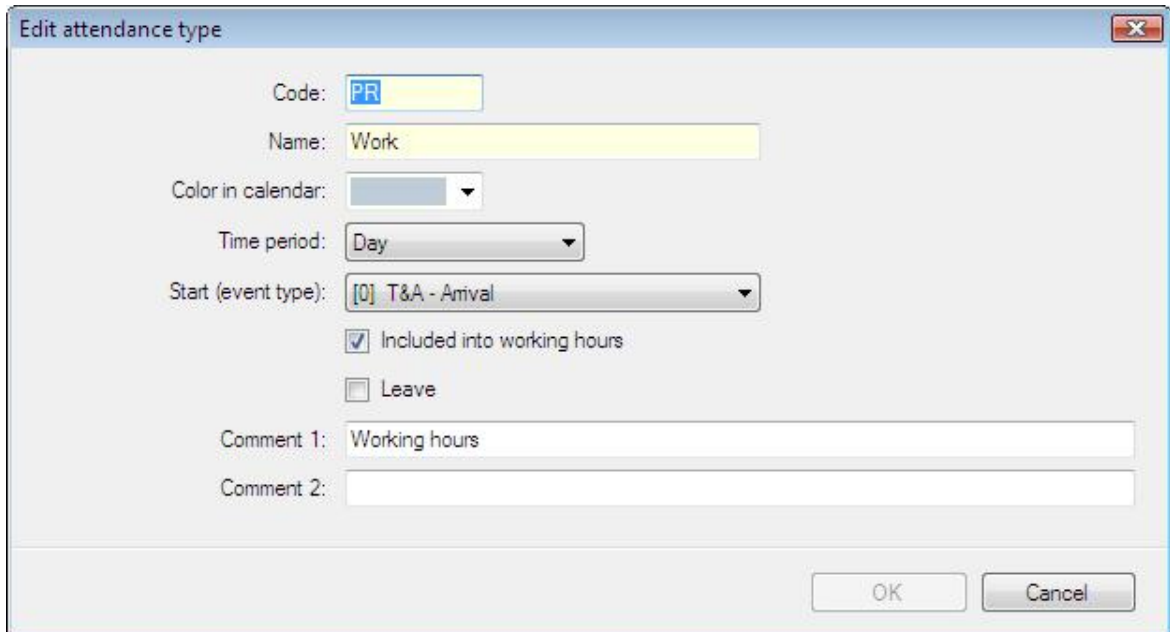 Edit attendance type
Code: PR
Name: Work
Color in calendar:
Time period: Day
Start (event type): [0] T&A - Arrival
Included into working hours
Leave
Comment 1: Working hours
Comment 2:
OK Cancel